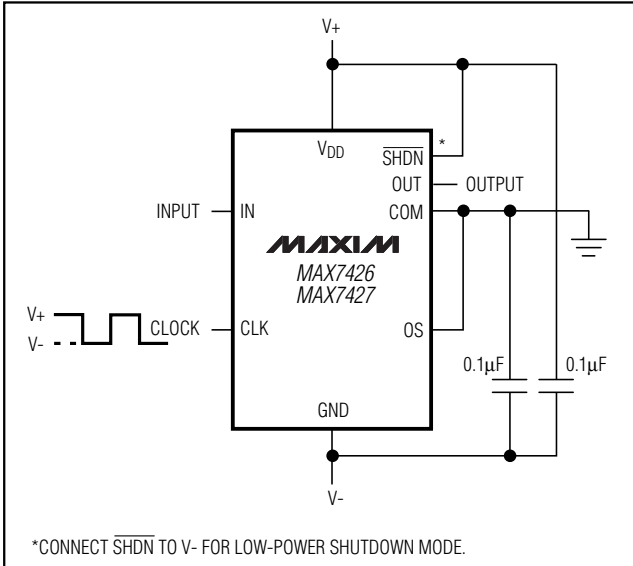 V+
VDD
SHDN
*
OUT
OUTPUT
INPUT
IN
COM
MAXIM
MAX7426
MAX7427
V+
V-
CLOCK
CLK
OS
0.1µF
0.1µF
GND
V-
*CONNECT SHDN TO V- FOR LOW-POWER SHUTDOWN MODE.